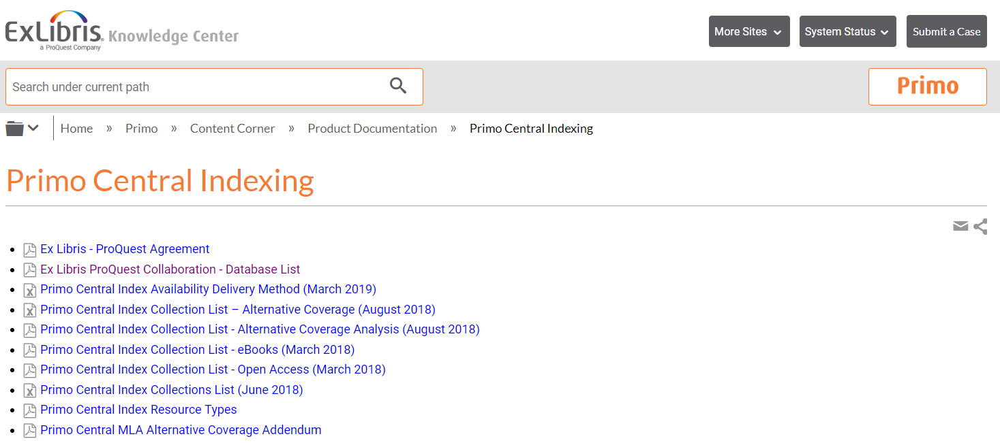 ExLibris Knowledge Center
a ProQuest Company
More Sites
System Status
Submit a Case
Search under current path
Primo
Home » Primo » Content Corner » Product Documentation » Primo Central Indexing
Primo Central Indexing
Ex Libris - ProQuest Agreement
Ex Libris ProQuest Collaboration - Database List
Primo Central Index Availability Delivery Method (March 2019)
Primo Central Index Collection List – Alternative Coverage (August 2018)
Primo Central Index Collection List - Alternative Coverage Analysis (August 2018)
Primo Central Index Collection List - eBooks (March 2018)
Primo Central Index Collection List - Open Access (March 2018)
Primo Central Index Collections List (June 2018)
Primo Central Index Resource Types
Primo Central MLA Alternative Coverage Addendum